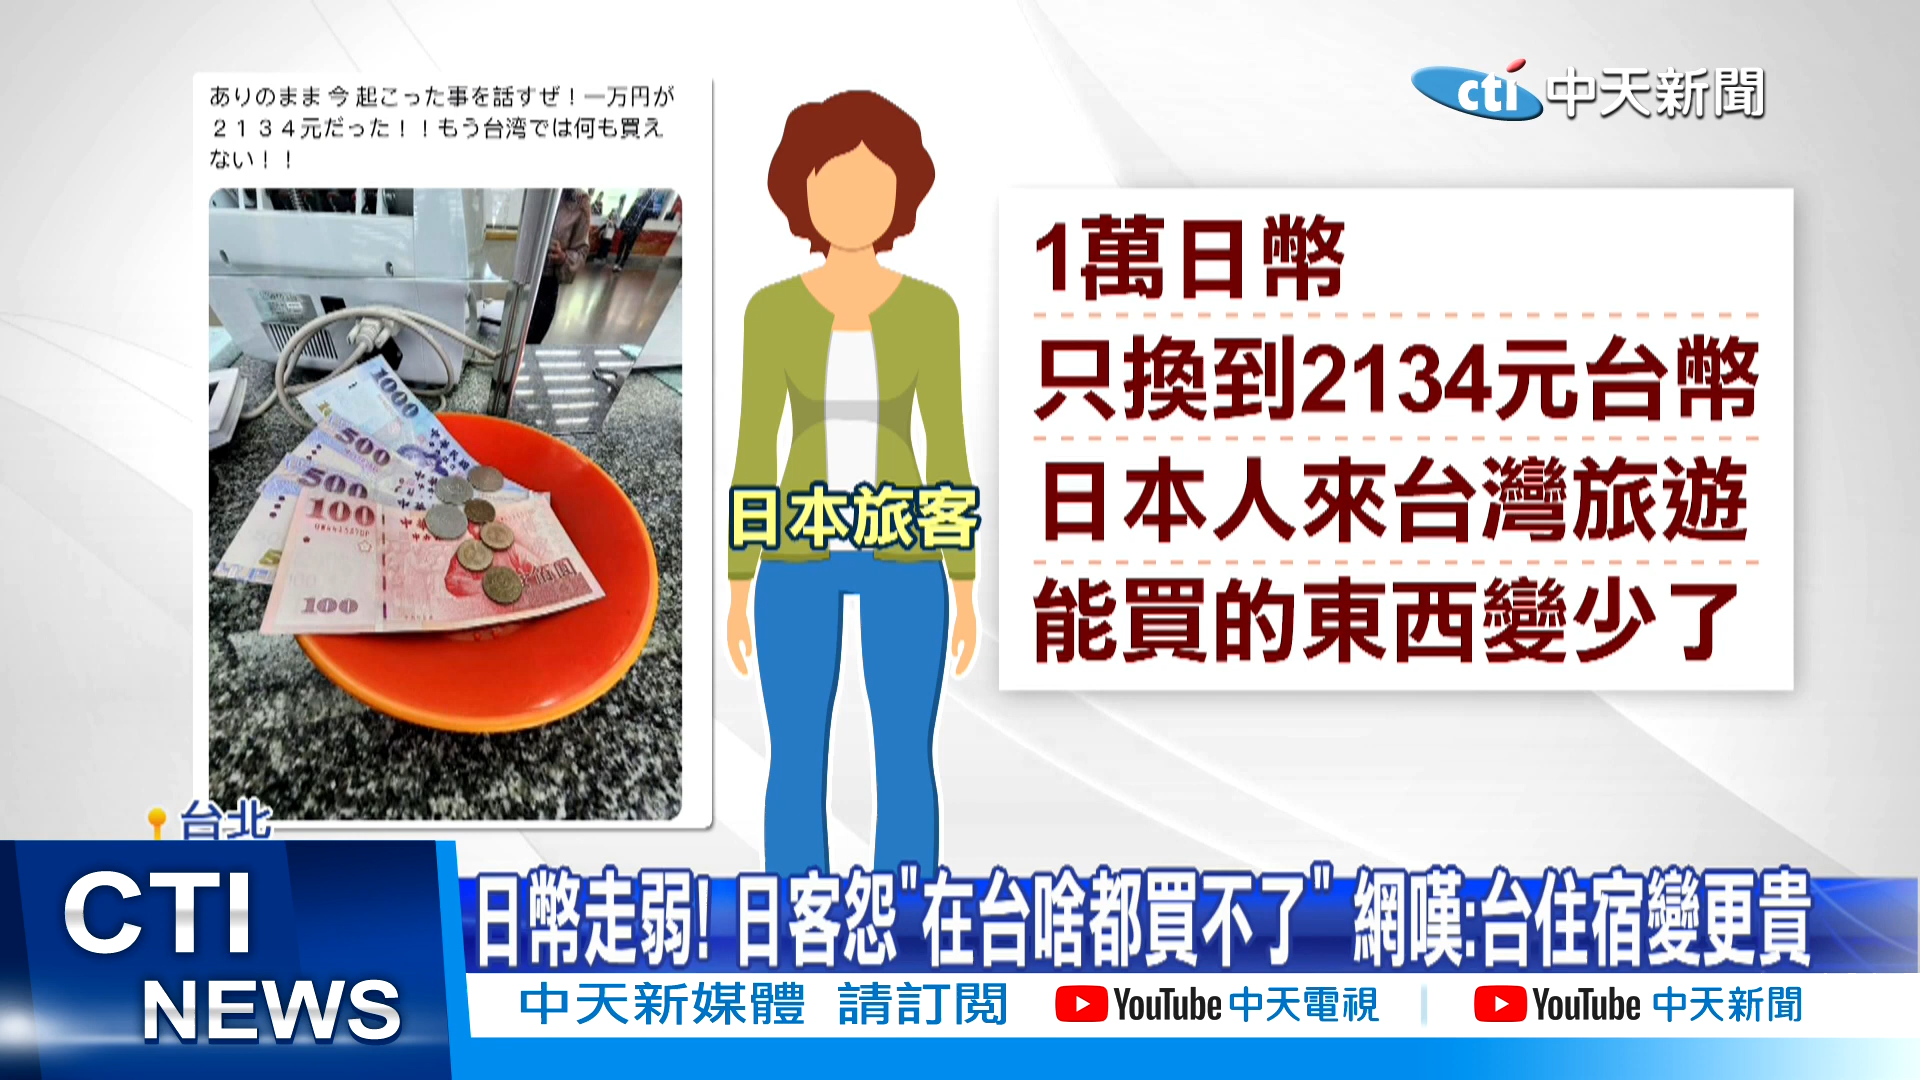 ありのまま 今 起こった事を話すぜ！一万円が
２１３４元だった！！もう台湾では何も買え
ない！！
cti 中天新聞
1萬日幣
只換到2134元台幣
日本人來台灣旅遊
能買的東西變少了
1000
500
500
100
100
日本旅客
台北
CTI
NEWS
日幣走弱! 日客怨"在台啥都買不了" 網嘆:台住宿變更貴
中天新媒體 請訂閱 YouTube 中天電視 YouTube 中天新聞